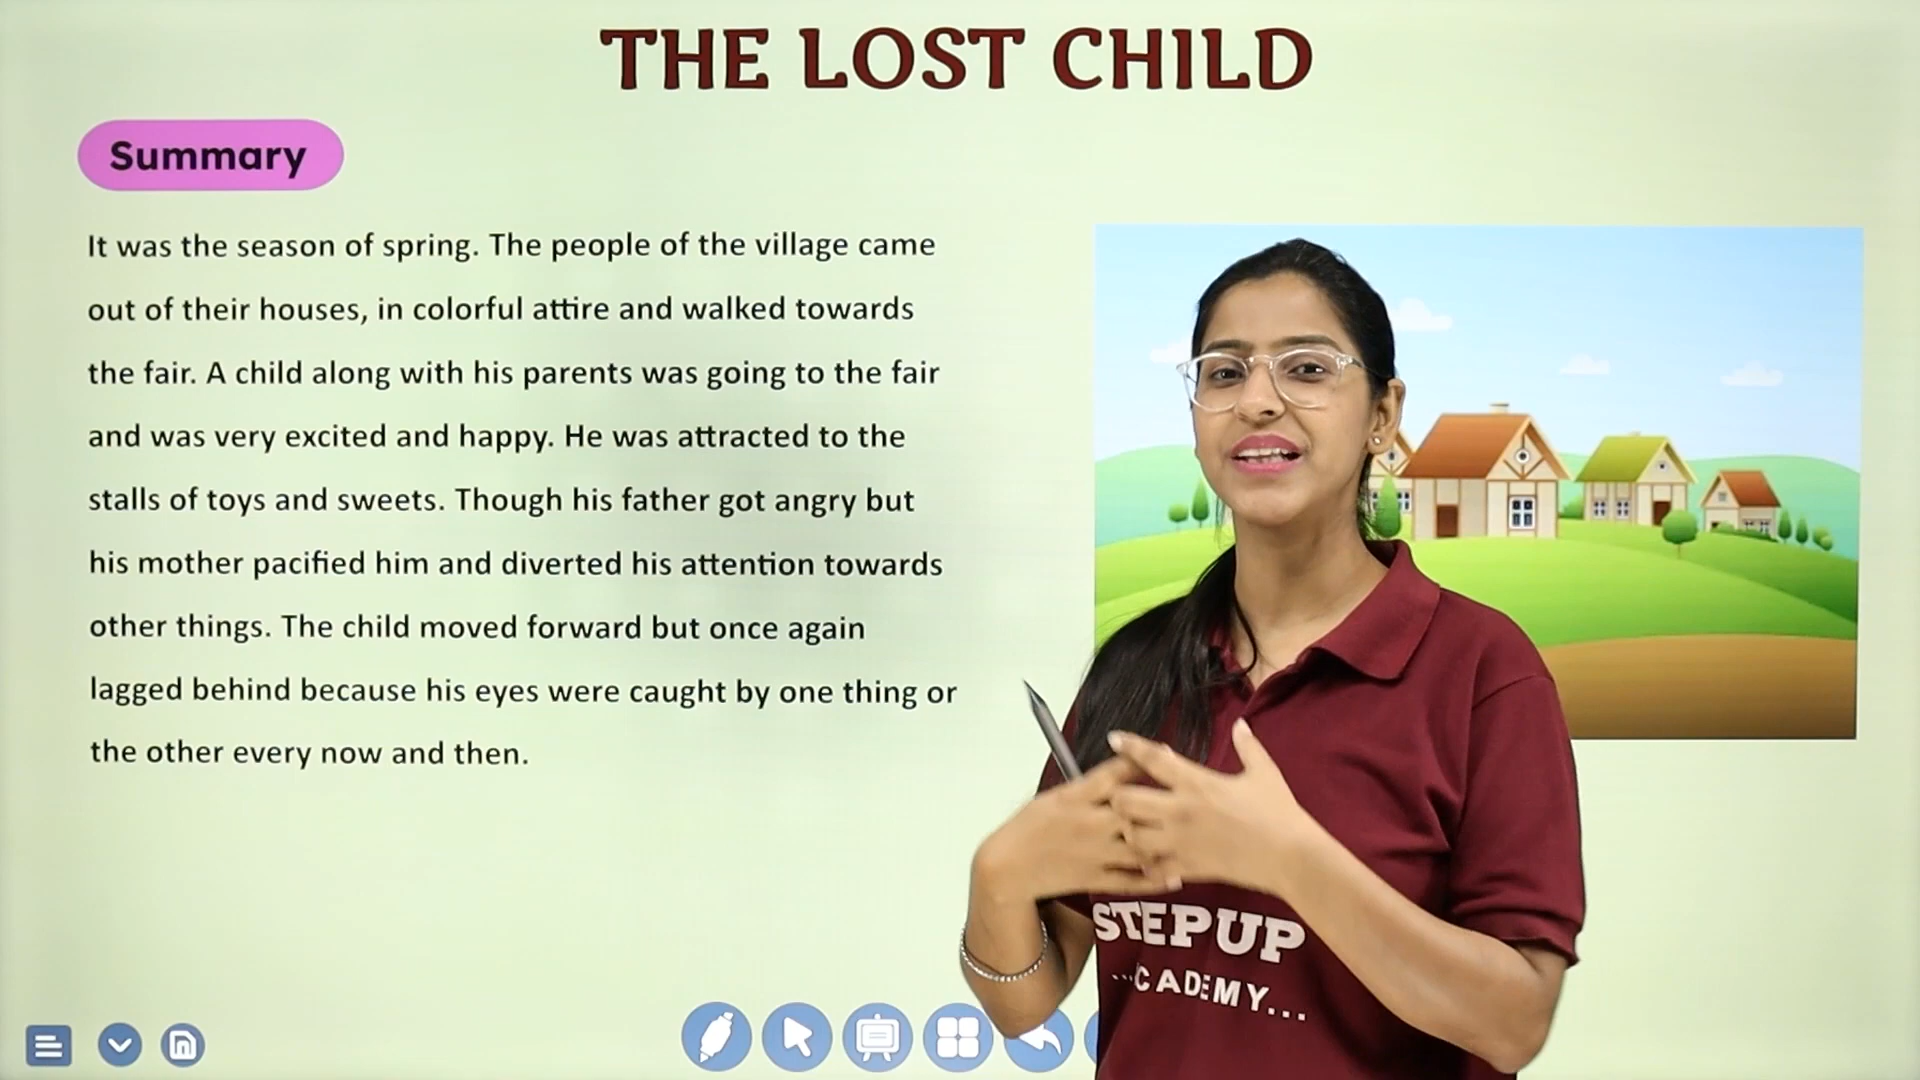 THE LOST CHILD
Summary
It was the season of spring. The people of the village came
out of their houses, in colorful attire and walked towards
the fair. A child along with his parents was going to the fair
and was very excited and happy. He was attracted to the
stalls of toys and sweets. Though his father got angry but
his mother pacified him and diverted his attention towards
other things. The child moved forward but once again
lagged behind because his eyes were caught by one thing or
the other every now and then.
STEPUP
...CADEMY...